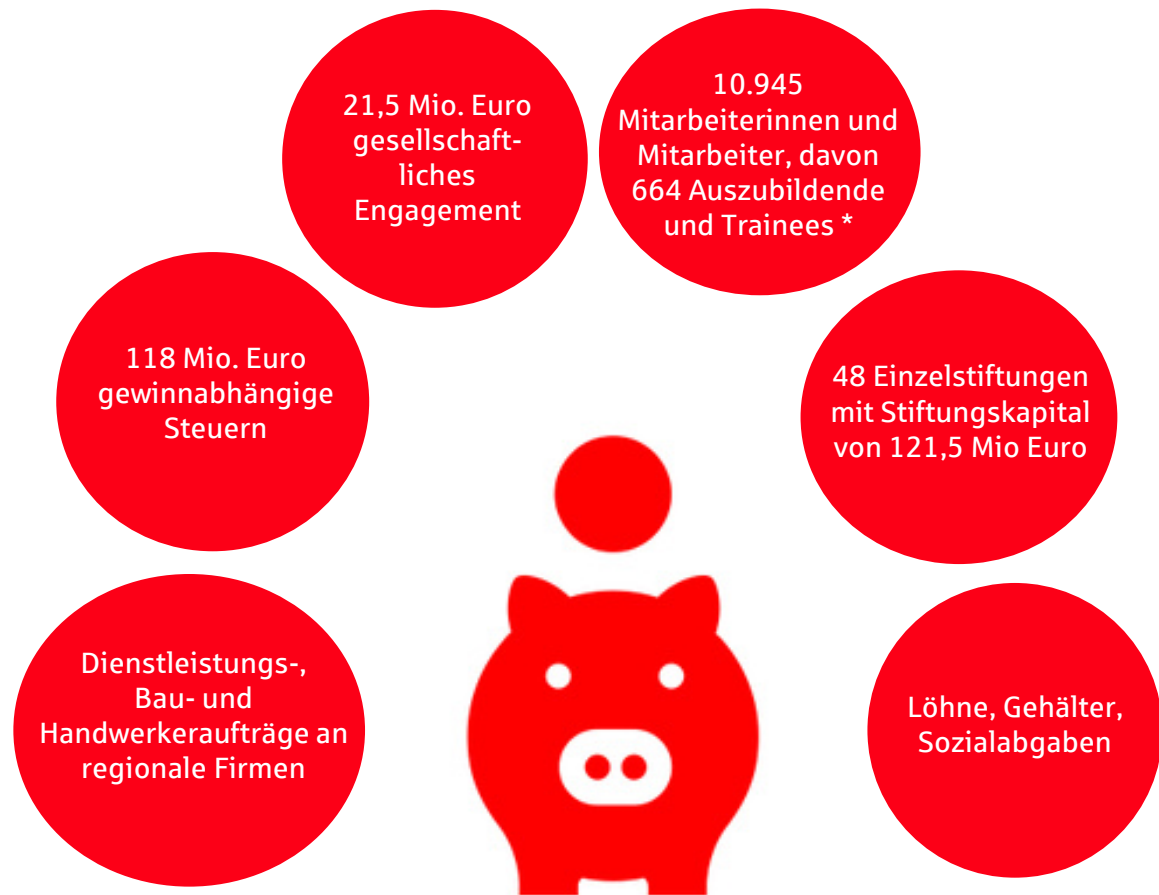 21,5 Mio. Euro
gesellschaft-
liches
Engagement
10.945
Mitarbeiterinnen und
Mitarbeiter, davon
664 Auszubildende
und Trainees *
118 Mio. Euro
gewinnabhängige
Steuern
48 Einzelstiftungen
mit Stiftungskapital
von 121,5 Mio Euro
Dienstleistungs-,
Bau- und
Handwerkeraufträge an
regionale Firmen
Löhne, Gehälter,
Sozialabgaben